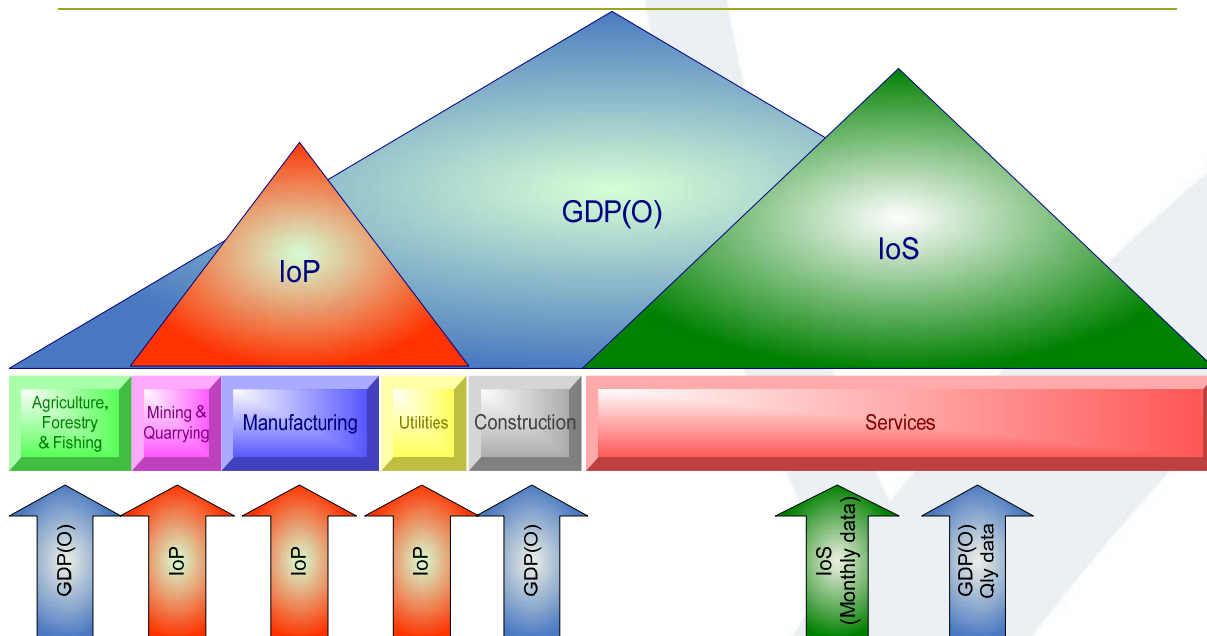 GDP(O)
IoP
IoS
Agriculture,
Forestry
& Fishing
Mining &
Quarrying
Manufacturing
Utilities
Construction
Services
GDP(O)
IoP
IoP
IoP
GDP(O)
IoS
(Monthly data)
GDP(O)
Qly data